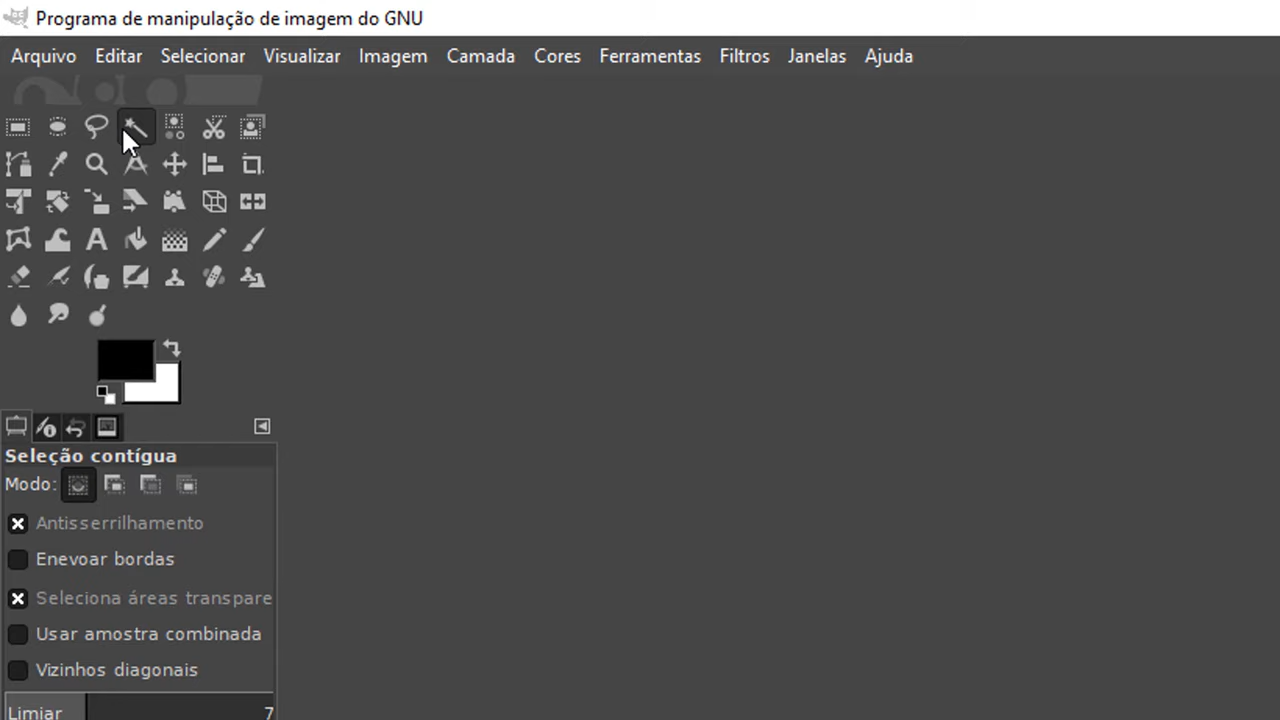 Programa de manipulação de imagem do GNU
Arquivo Editar Selecionar Visualizar Imagem Camada Cores Ferramentas Filtros Janelas Ajuda
Seleção contígua
Modo:
Antisserrilhamento
Enevoar bordas
Seleciona áreas transpare
Usar amostra combinada
Vizinhos diagonais
Limiar 7